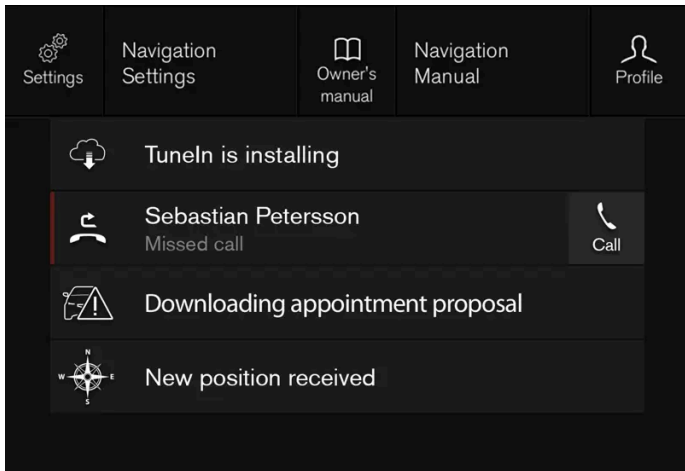 Settings
Navigation
Settings
Owner's
manual
Navigation
Manual
Profile
TuneIn is installing
Sebastian Petersson
Missed call
Call
Downloading appointment proposal
N
W E
S
New position received